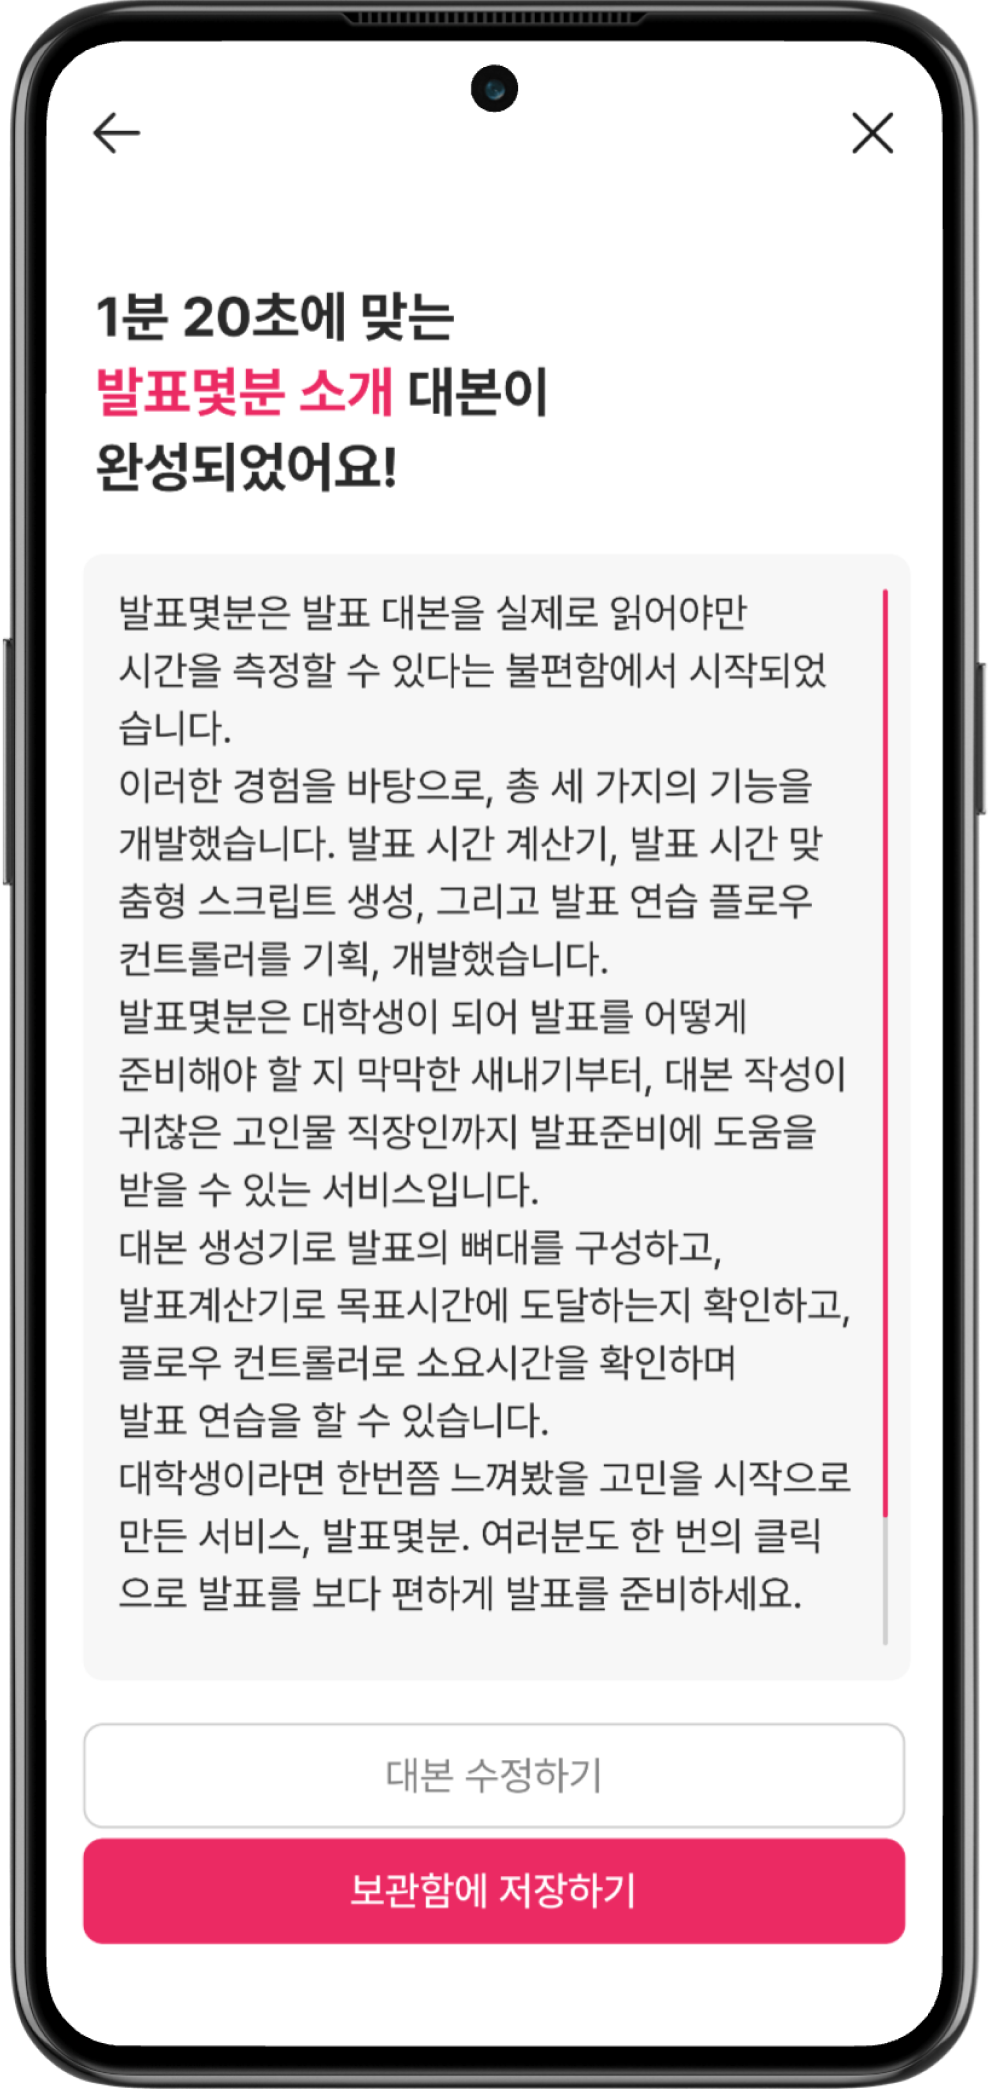 1분 20초에 맞는
발표몇분 소개 대본이
완성되었어요!
발표몇분은 발표 대본을 실제로 읽어야만
시간을 측정할 수 있다는 불편함에서 시작되었
습니다.
이러한 경험을 바탕으로, 총 세 가지의 기능을
개발했습니다. 발표 시간 계산기, 발표 시간 맞
춤형 스크립트 생성, 그리고 발표 연습 플로우
컨트롤러를 기획, 개발했습니다.
발표몇분은 대학생이 되어 발표를 어떻게
준비해야 할 지 막막한 새내기부터, 대본 작성이
귀찮은 고인물 직장인까지 발표준비에 도움을
받을 수 있는 서비스입니다.
대본 생성기로 발표의 뼈대를 구성하고,
발표계산기로 목표시간에 도달하는지 확인하고,
플로우 컨트롤러로 소요시간을 확인하며
발표 연습을 할 수 있습니다.
대학생이라면 한번쯤 느껴봤을 고민을 시작으로
만든 서비스, 발표몇분. 여러분도 한 번의 클릭
으로 발표를 보다 편하게 발표를 준비하세요.
대본 수정하기
보관함에 저장하기